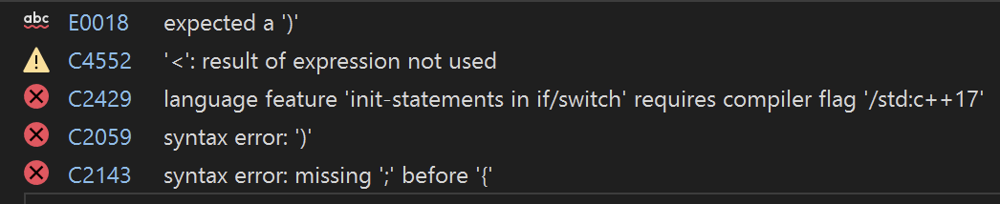 abc E0018 expected a ')'
C4552 '<': result of expression not used
C2429 language feature 'init-statements in if/switch' requires compiler flag '/std:c++17'
C2059 syntax error: ')'
C2143 syntax error: missing ';' before '{'